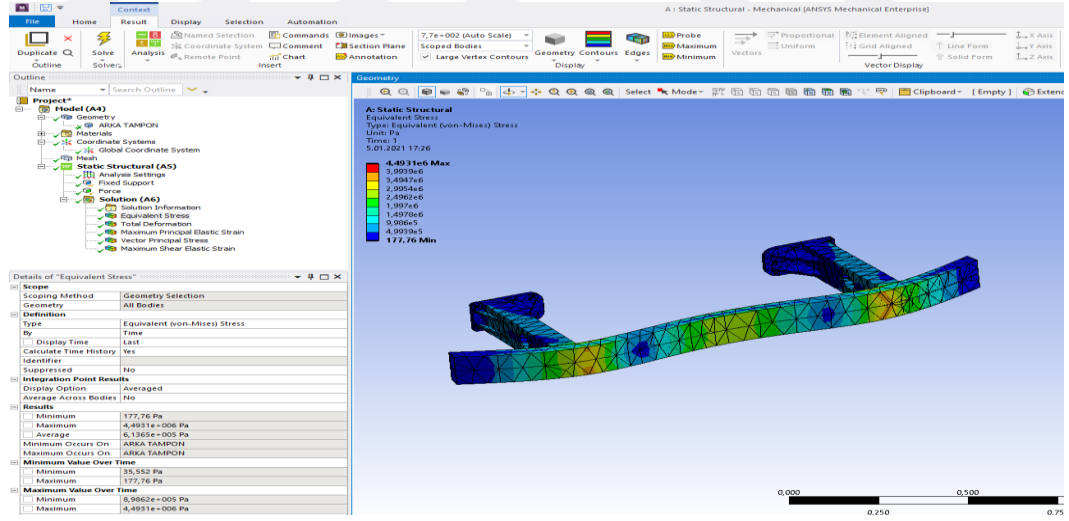 Context
A : Static Structural - Mechanical [ANSYS Mechanical Enterprise]
File Home Result Display Selection Automation
Duplicate Q Solve Analysis Named Selection Commands Images 7,7e+002 (Auto Scale) Geometry Contours Edges Probe Vectors Proportional Element Aligned X Axis
Coordinate System Comment Section Plane Scoped Bodies Maximum Uniform Grid Aligned Line Form Y Axis
Remote Point Chart Annotation Large Vertex Contours Minimum Solid Form Z Axis
Outline Solver Insert Display Vector Display
Outline
Name Search Outline
Project*
Model (A4)
Geometry
ARKA TAMPON
Materials
Coordinate Systems
Global Coordinate System
Mesh
Static Structural (A5)
Analysis Settings
Fixed Support
Force
Solution (A6)
Solution Information
Equivalent Stress
Total Deformation
Maximum Principal Elastic Strain
Vector Principal Stress
Maximum Shear Elastic Strain
Details of "Equivalent Stress"
Scope
Scoping Method Geometry Selection
Geometry All Bodies
Definition
Type Equivalent (von-Mises) Stress
By Time
Display Time Last
Calculate Time History Yes
Identifier
Suppressed No
Integration Point Results
Display Option Averaged
Average Across Bodies No
Results
Minimum 177,76 Pa
Maximum 4,4931e+006 Pa
Average 6,1365e+005 Pa
Minimum Occurs On ARKA TAMPON
Maximum Occurs On ARKA TAMPON
Minimum Value Over Time
Minimum 35,552 Pa
Maximum 177,76 Pa
Maximum Value Over Time
Minimum 8,9862e+005 Pa
Maximum 4,4931e+006 Pa
Geometry
Select Mode Clipboard [ Empty ] Extend
A: Static Structural
Equivalent Stress
Type: Equivalent (von-Mises) Stress
Unit: Pa
Time: 1
5.01.2021 17:26
4,4931e6 Max
3,9939e6
3,4947e6
2,9954e6
2,4962e6
1,997e6
1,4978e6
9,986e5
4,9939e5
177,76 Min
0,000 0,500
0,250 0,75